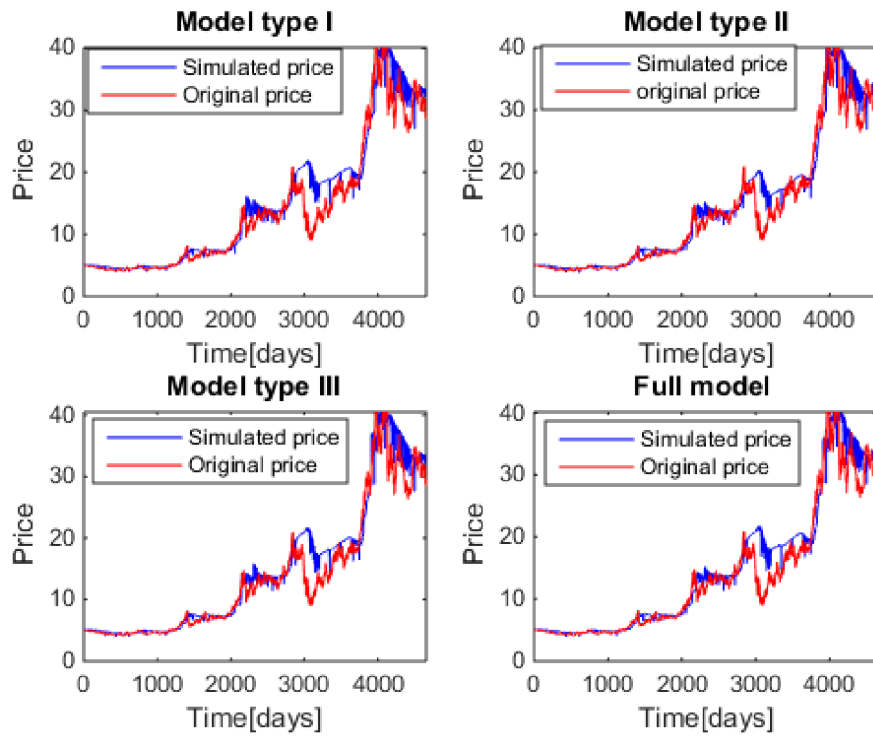 Model type I
Model type II
40
30
20
10
0
Price
Simulated price
Original price
0 1000 2000 3000 4000
Time[days]
40
30
20
10
0
Price
Simulated price
original price
0 1000 2000 3000 4000
Time[days]
Model type III
Full model
40
30
20
10
0
Price
Simulated price
Original price
0 1000 2000 3000 4000
Time[days]
40
30
20
10
0
Price
Simulated price
Original price
0 1000 2000 3000 4000
Time[days]